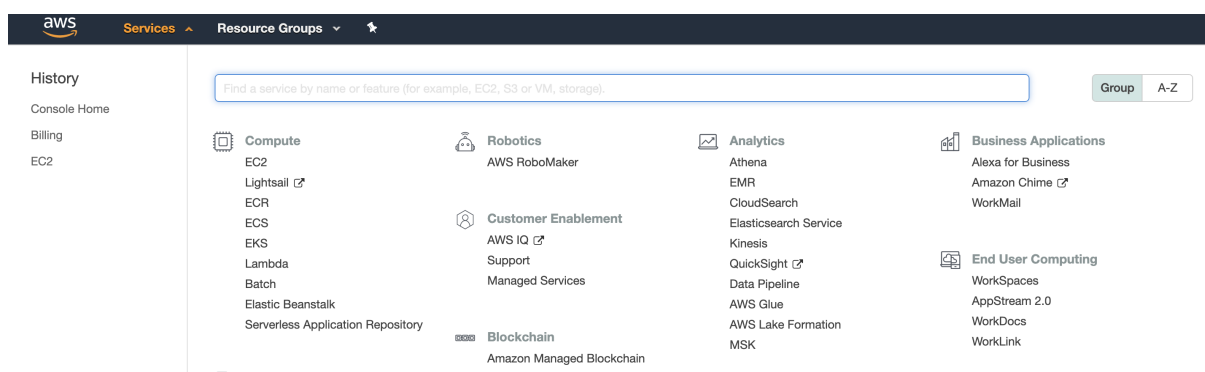 aws
Services
Resource Groups
History
Console Home
Billing
EC2
Find a service by name or feature (for example, EC2, S3 or VM, storage).
Group
A-Z
Compute
EC2
Lightsail
ECR
ECS
EKS
Lambda
Batch
Elastic Beanstalk
Serverless Application Repository
Robotics
AWS RoboMaker
Customer Enablement
AWS IQ
Support
Managed Services
Blockchain
Amazon Managed Blockchain
Analytics
Athena
EMR
CloudSearch
Elasticsearch Service
Kinesis
QuickSight
Data Pipeline
AWS Glue
AWS Lake Formation
MSK
Business Applications
Alexa for Business
Amazon Chime
WorkMail
End User Computing
WorkSpaces
AppStream 2.0
WorkDocs
WorkLink